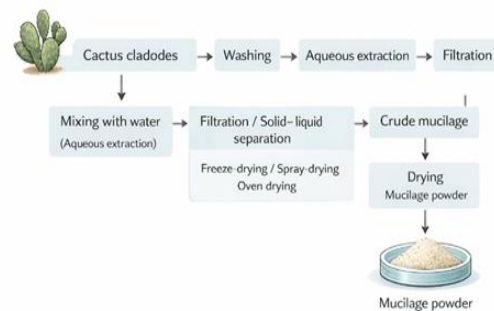 Cactus cladodes
Washing
Aqueous extraction
Filtration
Mixing with water
(Aqueous extraction)
Filtration / Solid–liquid
separation
Freeze-drying / Spray-drying
Oven drying
Crude mucilage
Drying
Mucilage powder
Mucilage powder